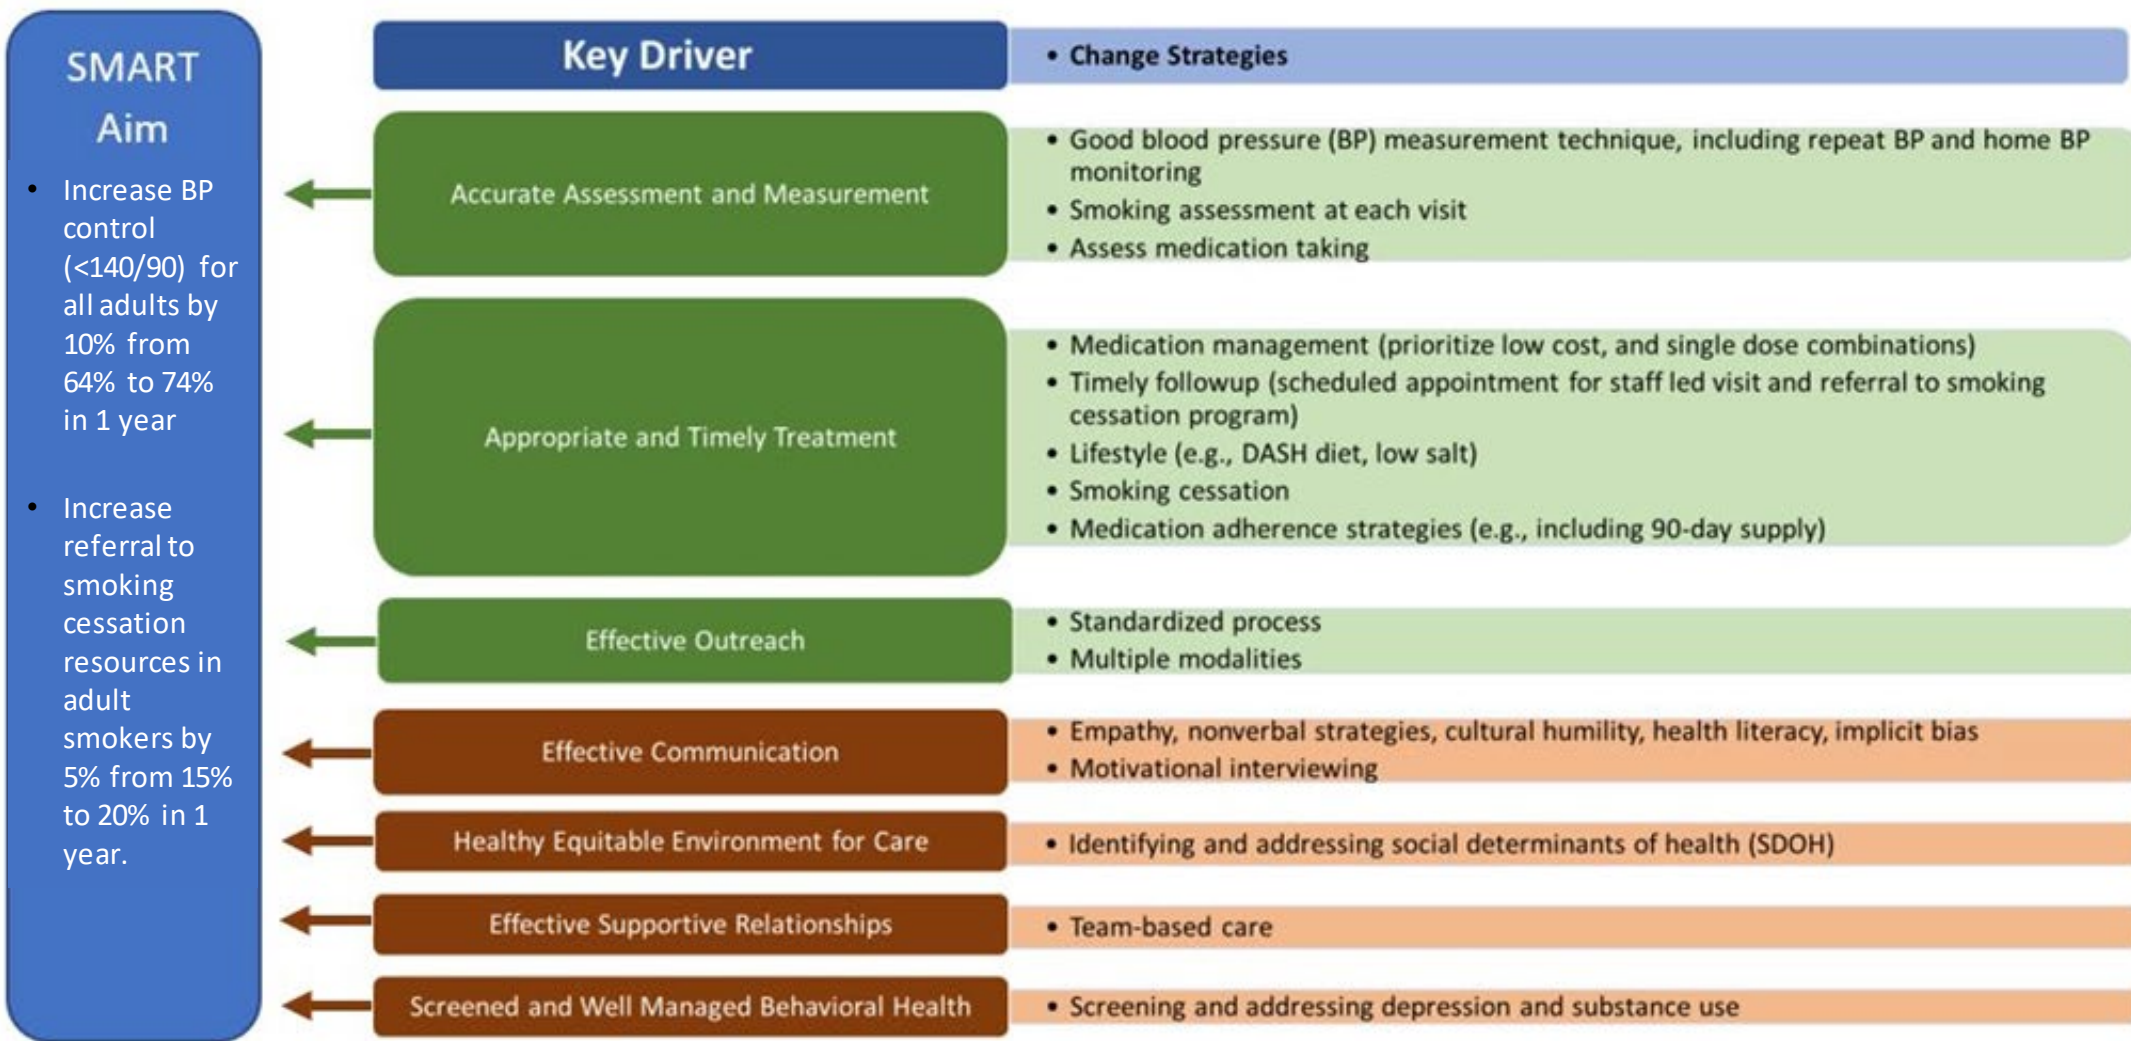 SMART
Aim
• Increase BP
control
(<140/90) for
all adults by
10% from
64% to 74%
in 1 year
• Increase
referral to
smoking
cessation
resources in
adult
smokers by
5% from 15%
to 20% in 1
year.
Key Driver
• Change Strategies
Accurate Assessment and Measurement
• Good blood pressure (BP) measurement technique, including repeat BP and home BP
monitoring
• Smoking assessment at each visit
• Assess medication taking
Appropriate and Timely Treatment
• Medication management (prioritize low cost, and single dose combinations)
• Timely followup (scheduled appointment for staff led visit and referral to smoking
cessation program)
• Lifestyle (e.g., DASH diet, low salt)
• Smoking cessation
• Medication adherence strategies (e.g., including 90-day supply)
Effective Outreach
• Standardized process
• Multiple modalities
Effective Communication
• Empathy, nonverbal strategies, cultural humility, health literacy, implicit bias
• Motivational interviewing
Healthy Equitable Environment for Care
• Identifying and addressing social determinants of health (SDOH)
Effective Supportive Relationships
• Team-based care
Screened and Well Managed Behavioral Health
• Screening and addressing depression and substance use